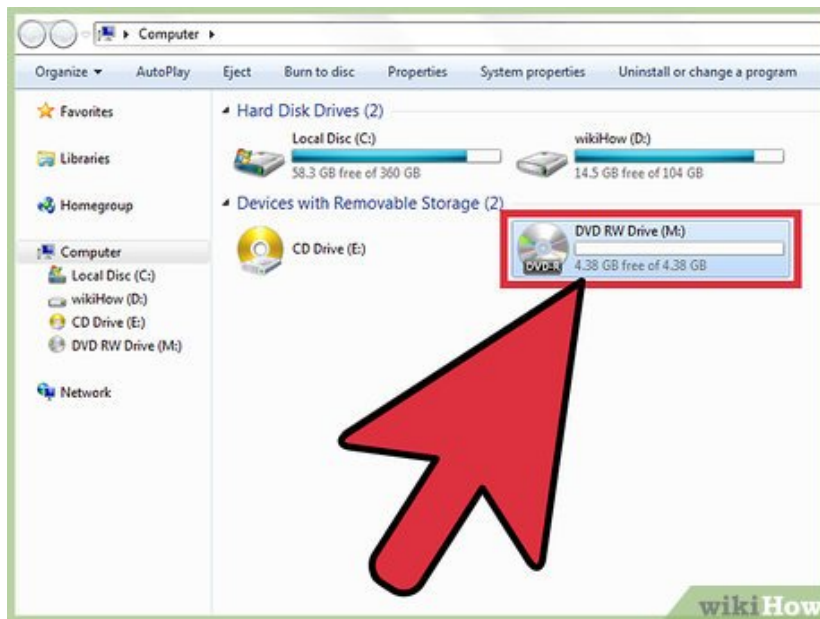 Computer
Organize AutoPlay Eject Burn to disc Properties System properties Uninstall or change a program
Favorites
Libraries
Homegroup
Computer
Local Disc (C:)
wikiHow (D:)
CD Drive (E:)
DVD RW Drive (M:)
Network
Hard Disk Drives (2)
Local Disc (C:)
58.3 GB free of 360 GB
wikiHow (D:)
14.5 GB free of 104 GB
Devices with Removable Storage (2)
CD Drive (E:)
DVD RW Drive (M:)
DVD-R
4.38 GB free of 4.38 GB
wikiHow